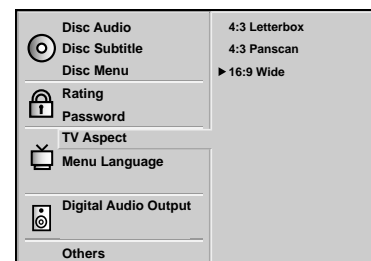 Disc Audio
Disc Subtitle
Disc Menu
Rating
Password
TV Aspect
Menu Language
Digital Audio Output
Others
4:3 Letterbox
4:3 Panscan
16:9 Wide